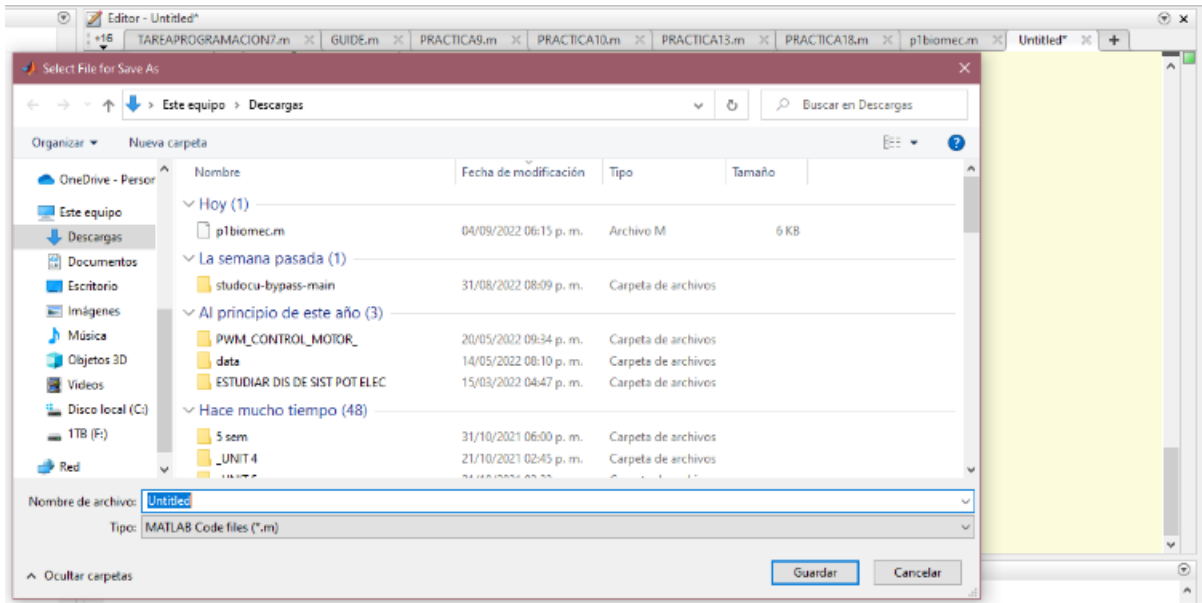 Editor - Untitled*
+16 TAREAPROGRAMACION7.m GUIDE.m PRACTICA9.m PRACTICA10.m PRACTICA13.m PRACTICA18.m p1biomec.m Untitled* +
Select File for Save As
Este equipo > Descargas
Buscar en Descargas
Organizar Nueva carpeta
Nombre Fecha de modificación Tipo Tamaño
OneDrive - Person
Este equipo
Descargas
Documentos
Escritorio
Imágenes
Música
Objetos 3D
Videos
Disco local (C:)
1TB (F:)
Red
Hoy (1)
p1biomec.m 04/09/2022 06:15 p. m. Archivo M 6 KB
La semana pasada (1)
studocu-bypass-main 31/08/2022 08:09 p. m. Carpeta de archivos
Al principio de este año (3)
PWM_CONTROL_MOTOR_ 20/05/2022 09:34 p. m. Carpeta de archivos
data 14/05/2022 08:10 p. m. Carpeta de archivos
ESTUDIAR DIS DE SIST POT ELEC 15/03/2022 04:47 p. m. Carpeta de archivos
Hace mucho tiempo (48)
5 sem 31/10/2021 06:00 p. m. Carpeta de archivos
_UNIT 4 21/10/2021 02:45 p. m. Carpeta de archivos
Nombre de archivo: Untitled
Tipo: MATLAB Code files (*.m)
Ocultar carpetas
Guardar Cancelar